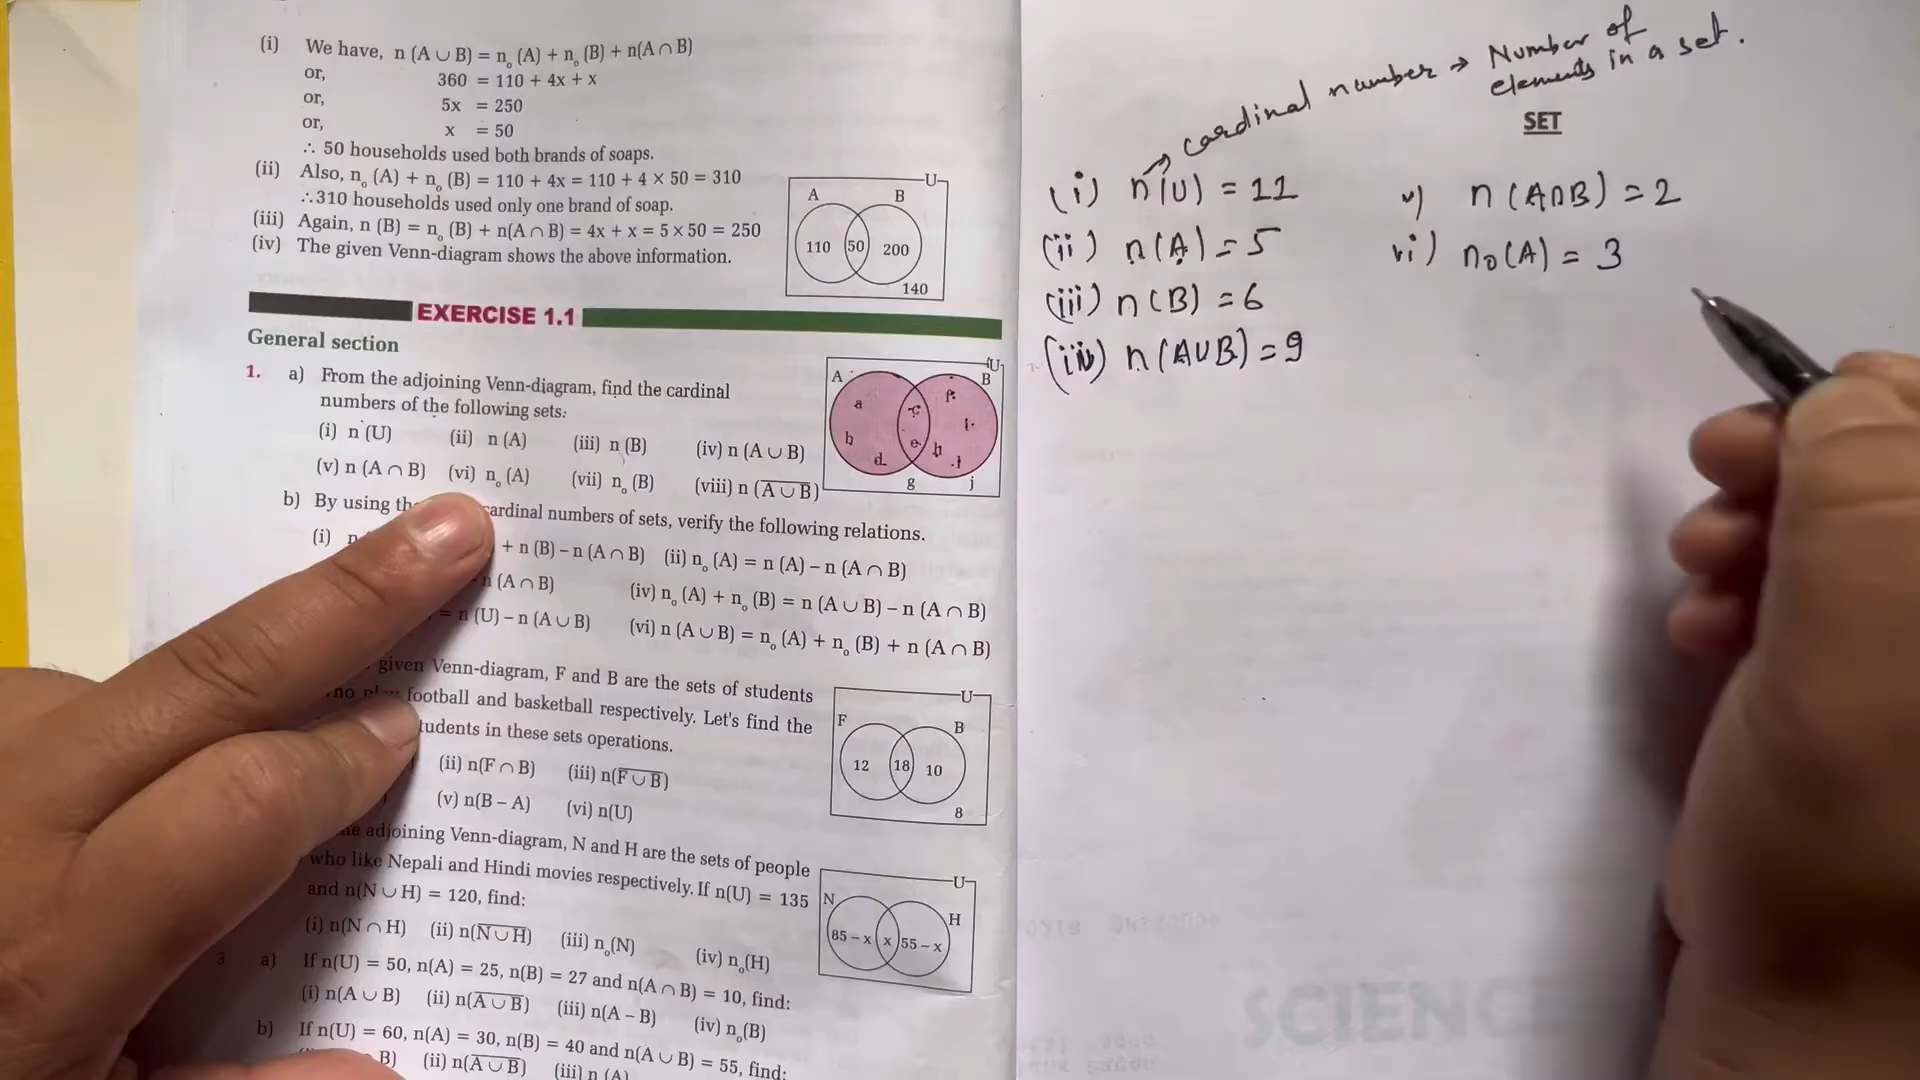 (i) We have, n (A ∪ B) = n₀ (A) + n₀ (B) + n(A ∩ B)
or, 360 = 110 + 4x + x
or, 5x = 250
or, x = 50
∴ 50 households used both brands of soaps.
(ii) Also, n₀ (A) + n₀ (B) = 110 + 4x = 110 + 4 × 50 = 310
∴310 households used only one brand of soap.
(iii) Again, n (B) = n₀ (B) + n(A ∩ B) = 4x + x = 5 × 50 = 250
(iv) The given Venn-diagram shows the above information.
U
A B
110 50 200
140
EXERCISE 1.1
General section
1. a) From the adjoining Venn-diagram, find the cardinal
numbers of the following sets:
(i) n (U) (ii) n (A) (iii) n (B) (iv) n (A ∪ B)
(v) n (A ∩ B) (vi) n₀ (A) (vii) n₀ (B) (viii) n (A̅ ̅∪̅ ̅B̅)
U
A B
a c
b e h i
d f
g j
b) By using the cardinal numbers of sets, verify the following relations.
(i) + n (B) – n (A ∩ B) (ii) n₀ (A) = n (A) – n (A ∩ B)
n (A ∩ B) (iv) n₀ (A) + n₀ (B) = n (A ∪ B) – n (A ∩ B)
= n (U) – n (A ∪ B) (vi) n (A ∪ B) = n₀ (A) + n₀ (B) + n (A ∩ B)
given Venn-diagram, F and B are the sets of students
football and basketball respectively. Let's find the
students in these sets operations.
(ii) n(F ∩ B) (iii) n(F̅ ̅∪̅ ̅B̅)
(v) n(B – A) (vi) n(U)
U
F B
12 18 10
8
adjoining Venn-diagram, N and H are the sets of people
who like Nepali and Hindi movies respectively. If n(U) = 135
and n(N ∪ H) = 120, find:
(i) n(N ∩ H) (ii) n(N̅ ̅∪̅ ̅H̅) (iii) n₀(N) (iv) n₀(H)
U
N H
85 – x x 55 – x
3 a) If n(U) = 50, n(A) = 25, n(B) = 27 and n(A ∩ B) = 10, find:
(i) n(A ∪ B) (ii) n(A̅ ̅∪̅ ̅B̅) (iii) n(A – B) (iv) n₀(B)
b) If n(U) = 60, n(A) = 30, n(B) = 40 and n(A ∪ B) = 55, find:
B) (ii) n(A̅ ̅∪̅ ̅B̅) (iii) n (A)
cardinal number → Number of
elements in a set.
SET
(i) n(U) = 11
(ii) n(A) = 5
(iii) n(B) = 6
(iv) n(A∪B) = 9
v) n(A∩B) = 2
vi) n₀(A) = 3
SCIENCE